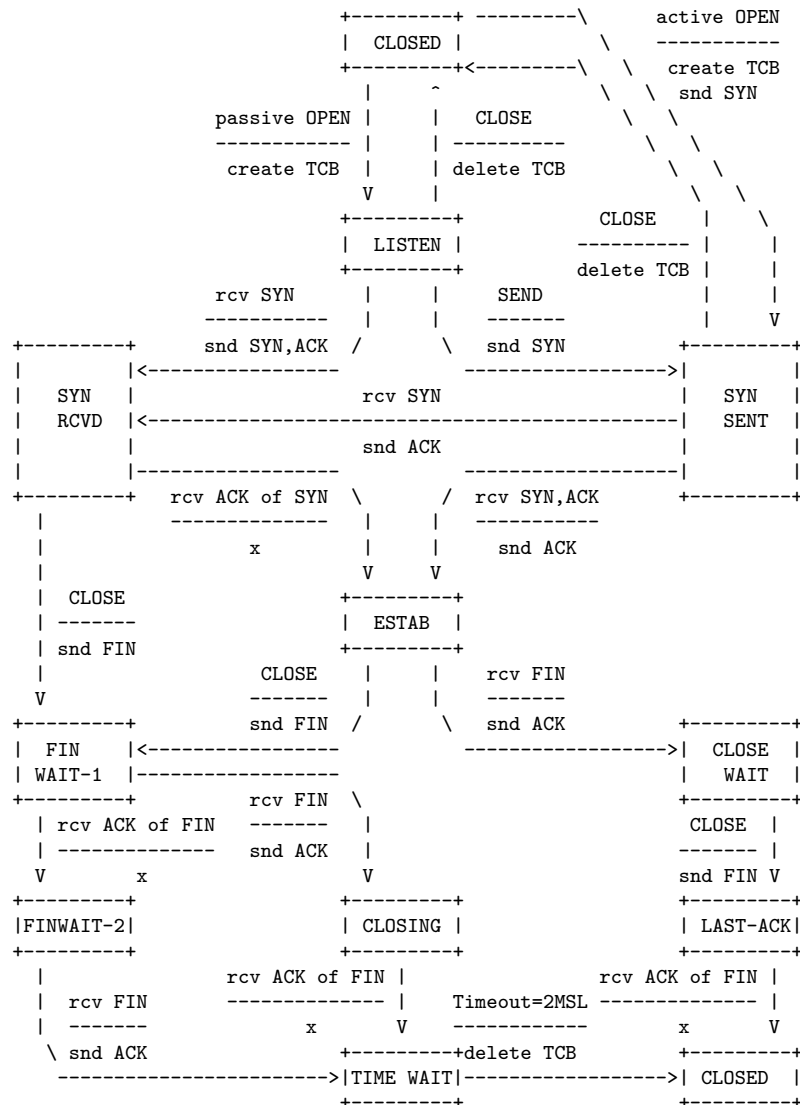 +---------+ ---------\ active OPEN
| CLOSED | \ -----------
+---------+<---------\ \ create TCB
| ^ \ \ snd SYN
passive OPEN | | CLOSE \ \
------------ | | ---------- \ \
create TCB | | delete TCB \ \
V | \ \
+---------+ CLOSE | \
| LISTEN | ---------- | |
+---------+ delete TCB | |
rcv SYN | | SEND | |
----------- | | ------- | V
+---------+ snd SYN,ACK / \ snd SYN +---------+
| |<----------------- ------------------>| |
| SYN | rcv SYN | SYN |
| RCVD |<-----------------------------------------------| SENT |
| | snd ACK | |
| |------------------ -------------------| |
+---------+ rcv ACK of SYN \ / rcv SYN,ACK +---------+
| -------------- | | -----------
| x | | snd ACK
| V V
| CLOSE +---------+
| ------- | ESTAB |
| snd FIN +---------+
| CLOSE | | rcv FIN
V ------- | | -------
+---------+ snd FIN / \ snd ACK +---------+
| FIN |<----------------- ------------------>| CLOSE |
| WAIT-1 |------------------ | WAIT |
+---------+ rcv FIN \ +---------+
| rcv ACK of FIN ------- | CLOSE |
| -------------- snd ACK | ------- |
V x V snd FIN V
+---------+ +---------+ +---------+
|FINWAIT-2| | CLOSING | | LAST-ACK|
+---------+ +---------+ +---------+
| rcv ACK of FIN | rcv ACK of FIN |
| rcv FIN -------------- | Timeout=2MSL -------------- |
| ------- x V ------------ x V
\ snd ACK +---------+delete TCB +---------+
------------------------>|TIME WAIT|------------------>| CLOSED |
+---------+ +---------+